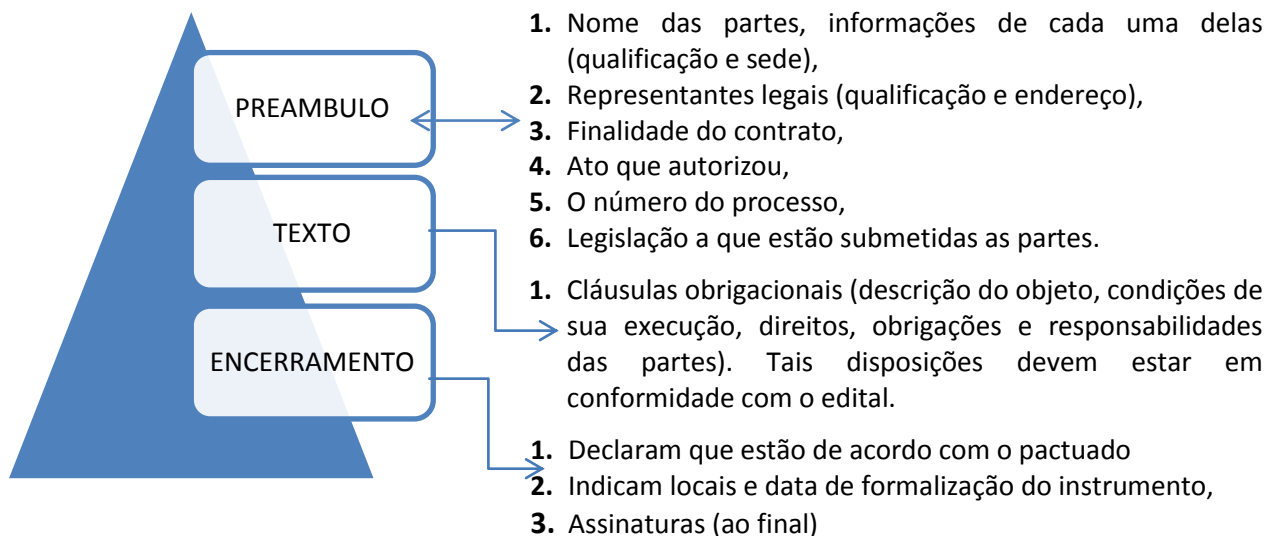 PREAMBULO
1. Nome das partes, informações de cada uma delas
(qualificação e sede),
2. Representantes legais (qualificação e endereço),
3. Finalidade do contrato,
4. Ato que autorizou,
5. O número do processo,
6. Legislação a que estão submetidas as partes.
TEXTO
1. Cláusulas obrigacionais (descrição do objeto, condições de
sua execução, direitos, obrigações e responsabilidades
das partes). Tais disposições devem estar em
conformidade com o edital.
ENCERRAMENTO
1. Declaram que estão de acordo com o pactuado
2. Indicam locais e data de formalização do instrumento,
3. Assinaturas (ao final)